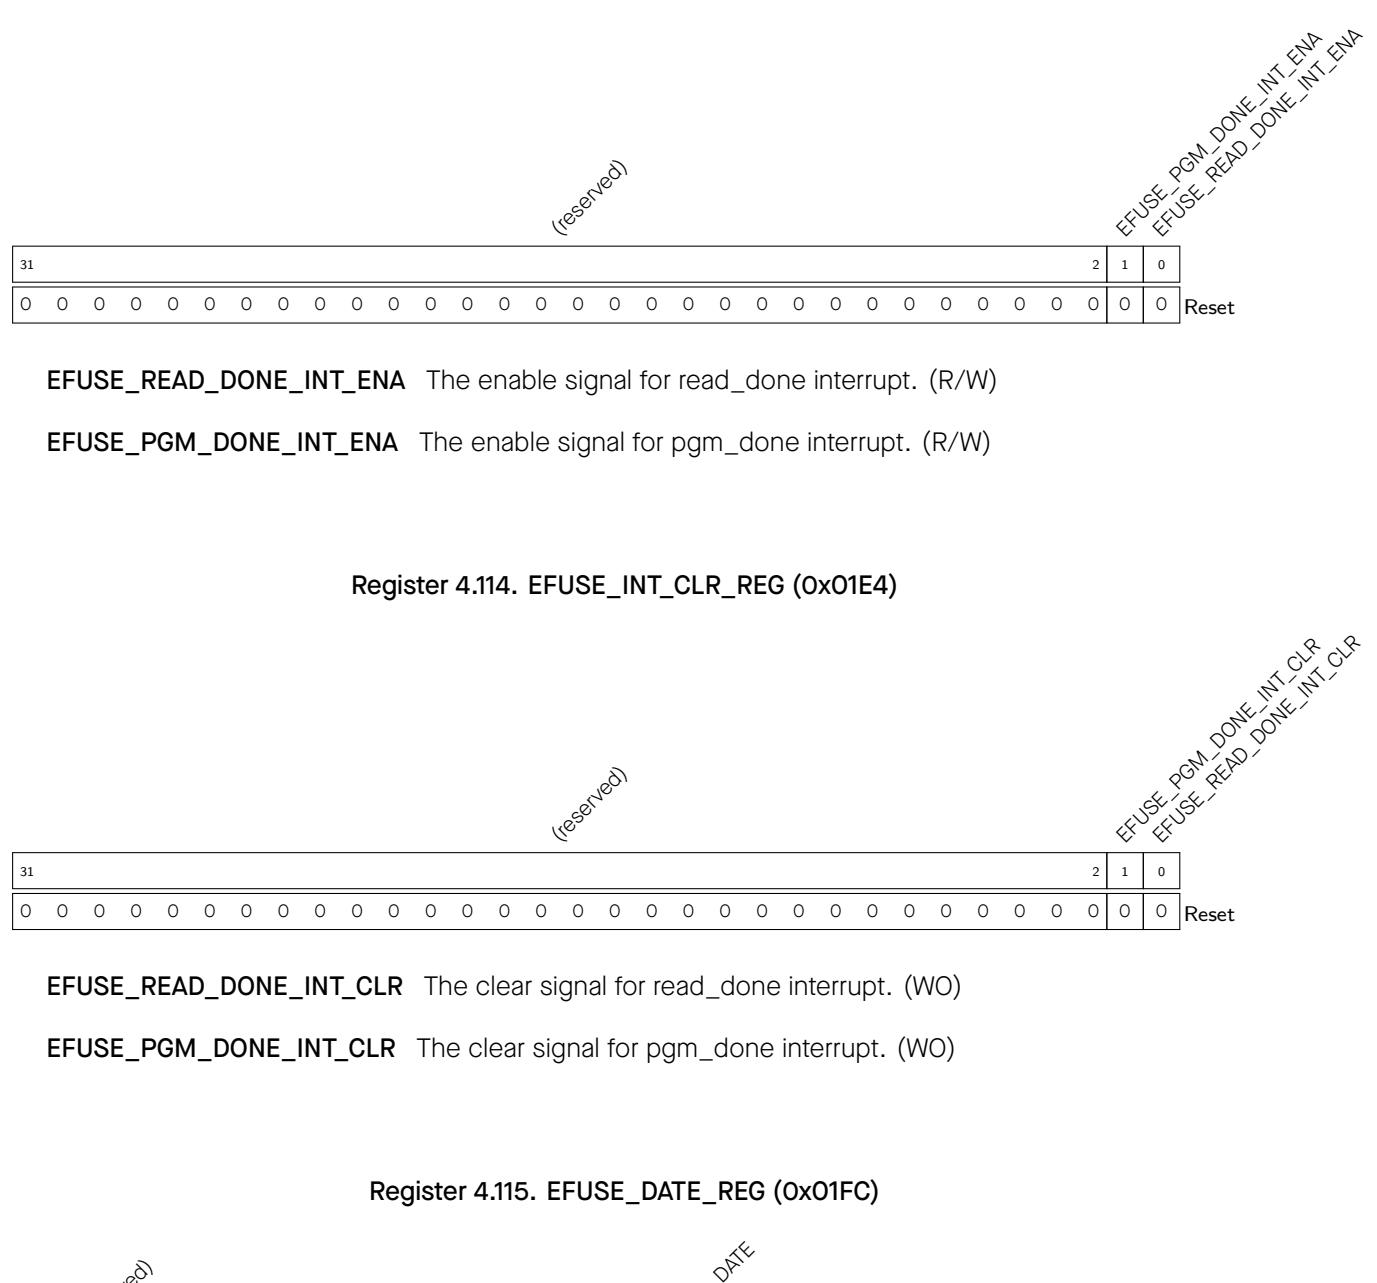 EFUSE_PGM_DONE_INT_ENA
EFUSE_READ_DONE_INT_ENA
(reserved)
31 2 1 0
0 0 0 0 0 0 0 0 0 0 0 0 0 0 0 0 0 0 0 0 0 0 0 0 0 0 0 0 0 0 0 0 Reset
EFUSE_READ_DONE_INT_ENA The enable signal for read_done interrupt. (R/W)
EFUSE_PGM_DONE_INT_ENA The enable signal for pgm_done interrupt. (R/W)
Register 4.114. EFUSE_INT_CLR_REG (0x01E4)
EFUSE_PGM_DONE_INT_CLR
EFUSE_READ_DONE_INT_CLR
(reserved)
31 2 1 0
0 0 0 0 0 0 0 0 0 0 0 0 0 0 0 0 0 0 0 0 0 0 0 0 0 0 0 0 0 0 0 0 Reset
EFUSE_READ_DONE_INT_CLR The clear signal for read_done interrupt. (WO)
EFUSE_PGM_DONE_INT_CLR The clear signal for pgm_done interrupt. (WO)
Register 4.115. EFUSE_DATE_REG (0x01FC)
DATE